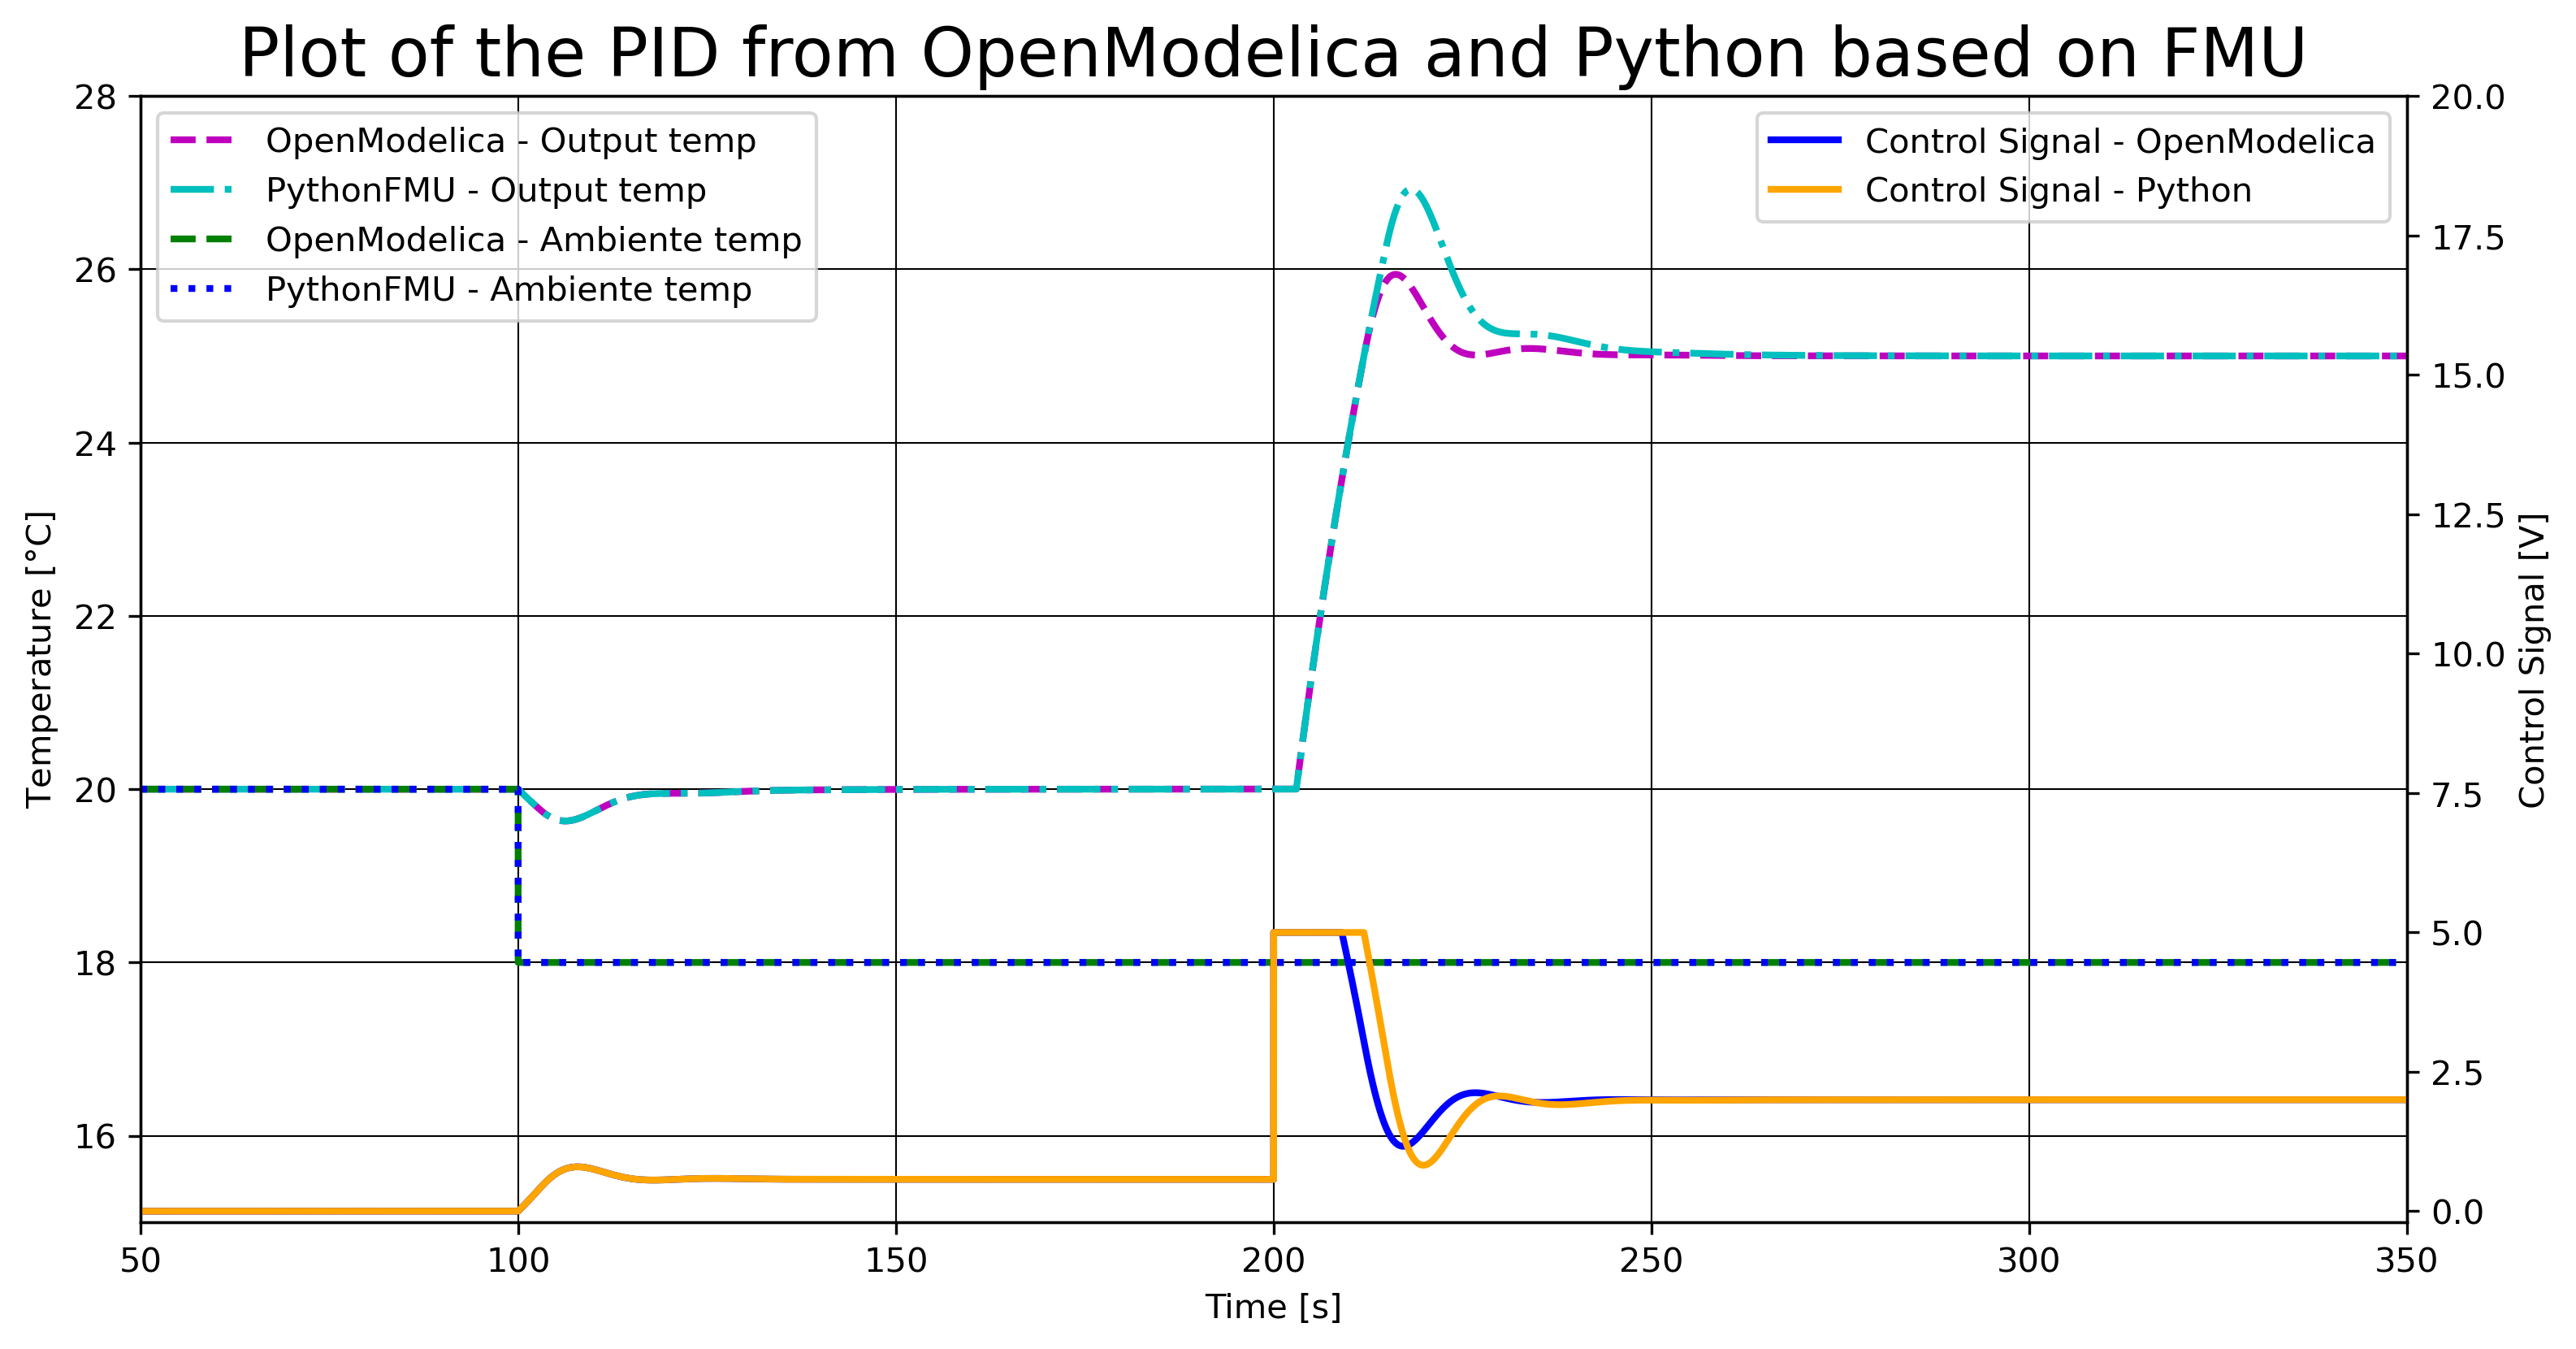 Plot of the PID from OpenModelica and Python based on FMU
28
26
24
22
20
18
16
Temperature [°C]
OpenModelica - Output temp
PythonFMU - Output temp
OpenModelica - Ambiente temp
PythonFMU - Ambiente temp
Control Signal - OpenModelica
Control Signal - Python
20.0
17.5
15.0
12.5
10.0
7.5
5.0
2.5
0.0
Control Signal [V]
50 100 150 200 250 300 350
Time [s]